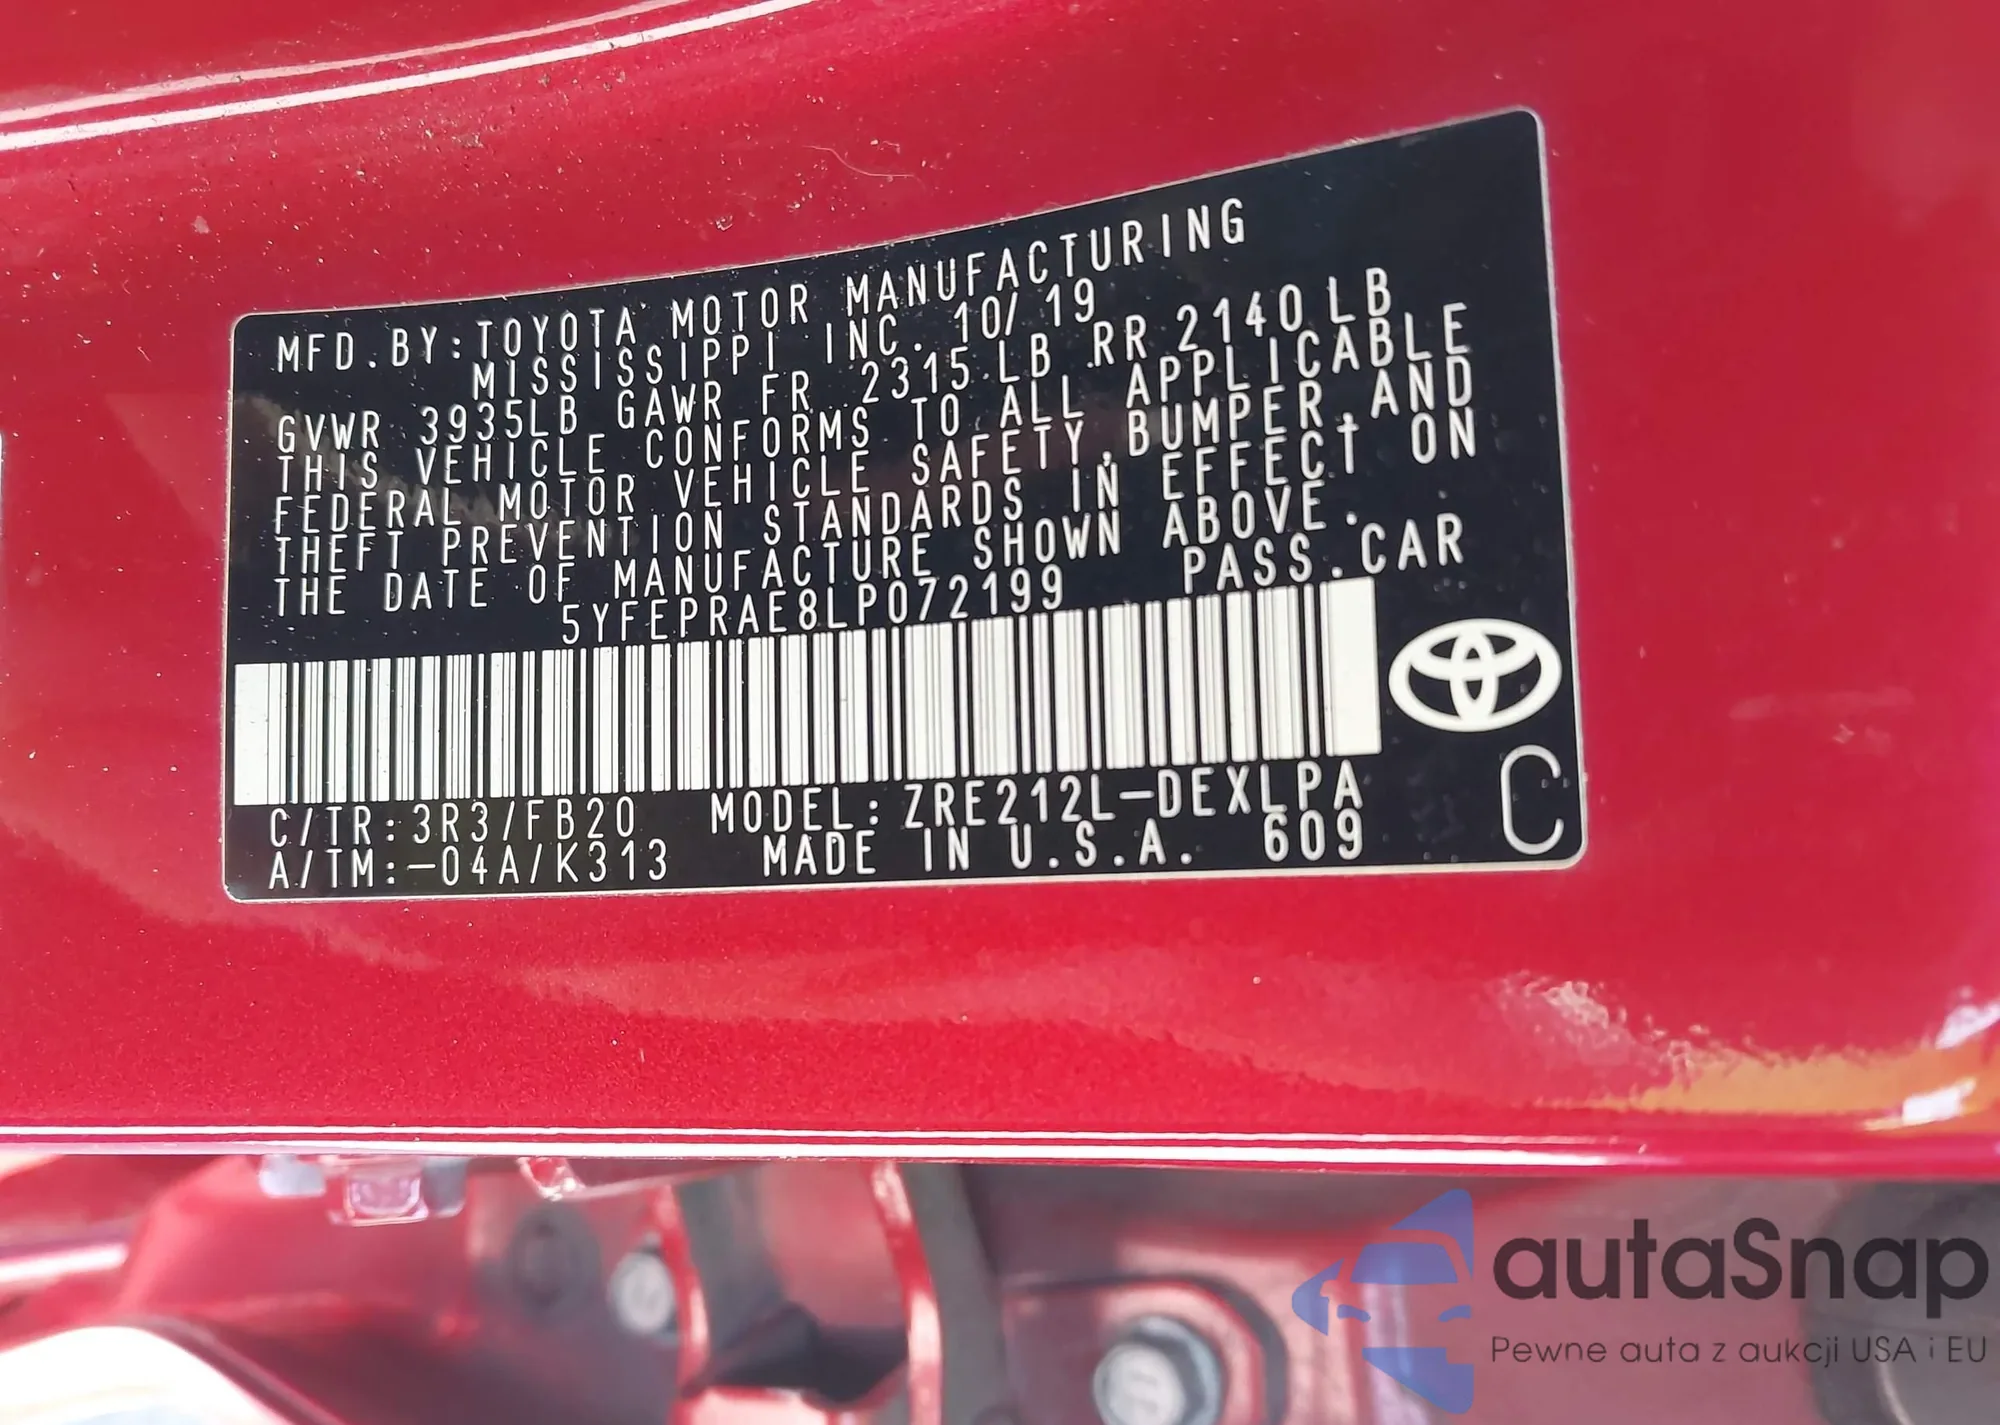 MFD.BY:TOYOTA MOTOR MANUFACTURING
MISSISSIPPI INC. 10/19
GVWR 3935LB GAWR FR 2315 LB RR 2140 LB
THIS VEHICLE CONFORMS TO ALL APPLICABLE
FEDERAL MOTOR VEHICLE SAFETY,BUMPER,AND
THEFT PREVENTION STANDARDS IN EFFECT ON
THE DATE OF MANUFACTURE SHOWN ABOVE.
5YFEPRAE8LP072199 PASS.CAR
C/TR:3R3/FB20 MODEL:ZRE212L-DEXLPA
A/TM:-04A/K313 MADE IN U.S.A. 609
C
autaSnap
Pewne auta z aukcji USA i EU